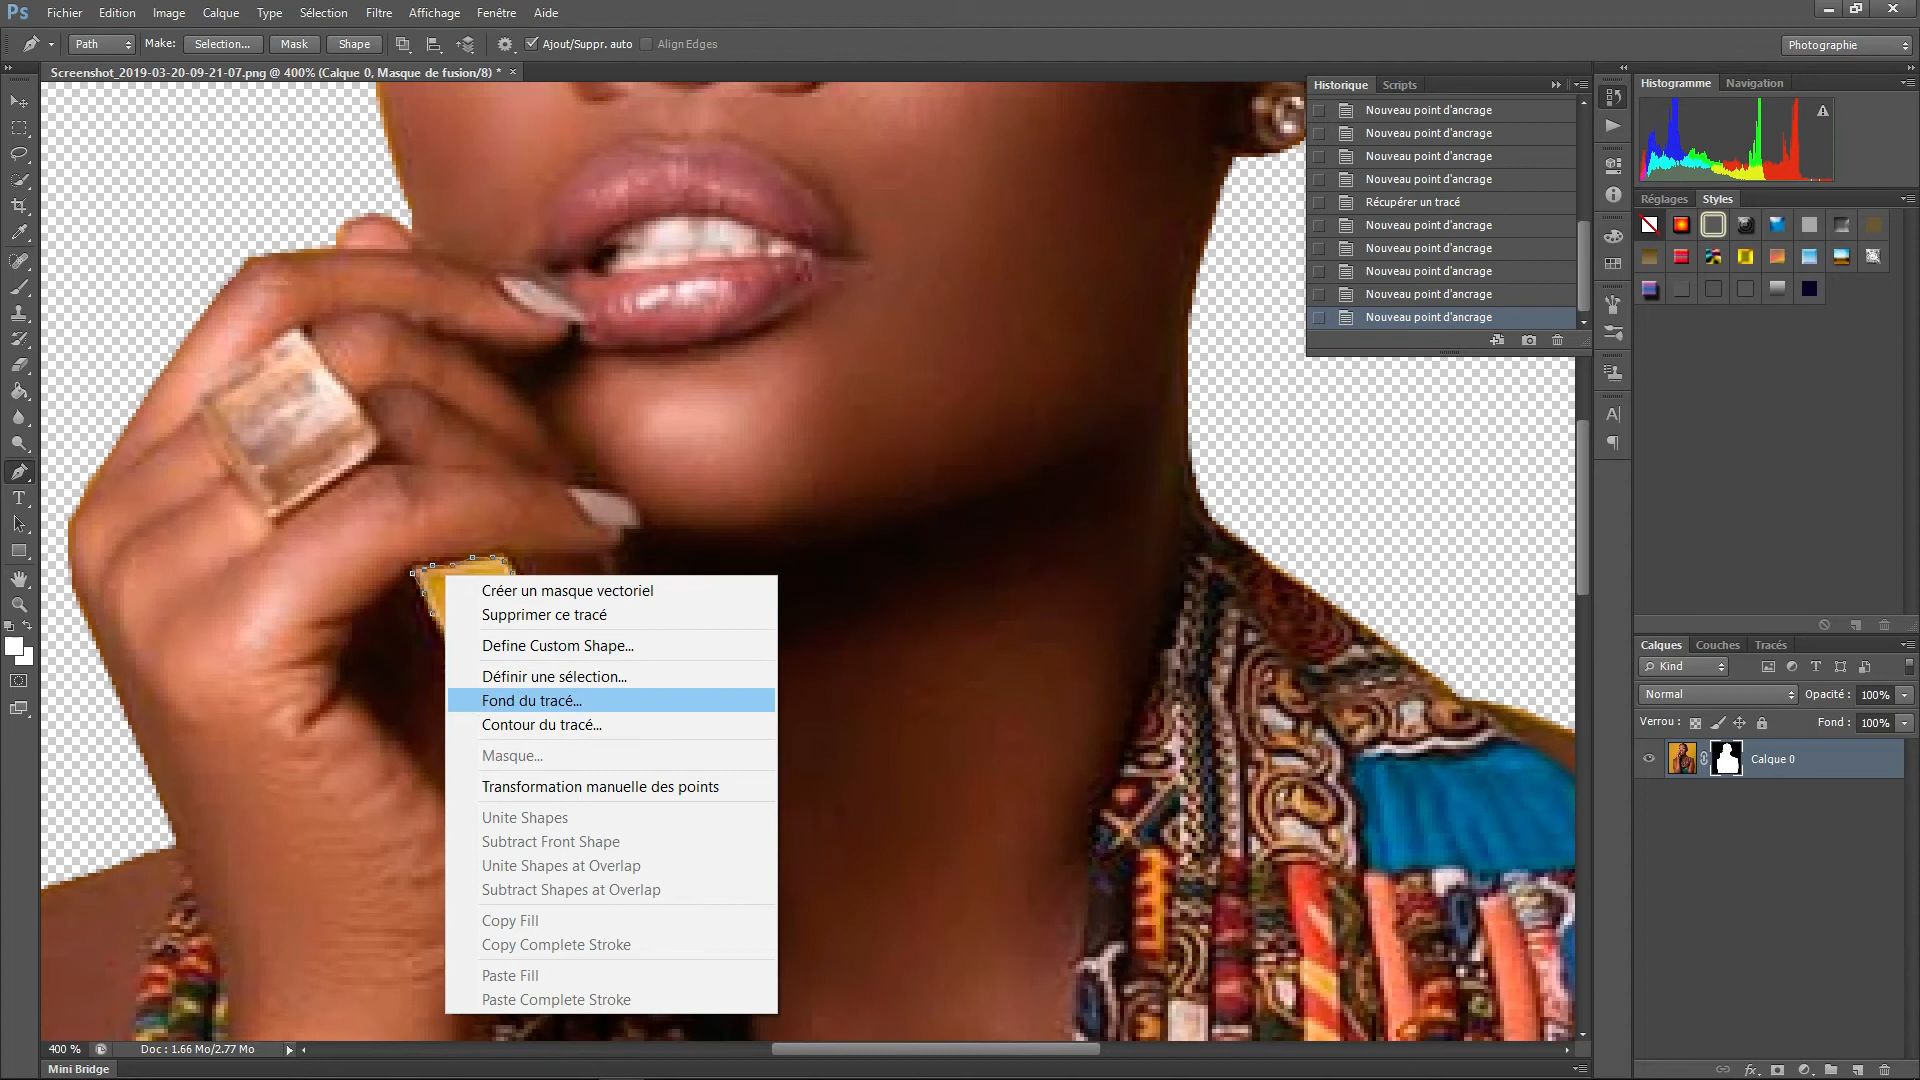 Ps Fichier Edition Image Calque Type Sélection Filtre Affichage Fenêtre Aide
Path Make: Selection... Mask Shape Ajout/Suppr. auto Align Edges Photographie
Screenshot_2019-03-20-09-21-07.png @ 400% (Calque 0, Masque de fusion/8) * ×
Historique Scripts
Nouveau point d'ancrage
Nouveau point d'ancrage
Nouveau point d'ancrage
Nouveau point d'ancrage
Récupérer un tracé
Nouveau point d'ancrage
Nouveau point d'ancrage
Nouveau point d'ancrage
Nouveau point d'ancrage
Nouveau point d'ancrage
Histogramme Navigation
Réglages Styles
Créer un masque vectoriel
Supprimer ce tracé
Define Custom Shape...
Définir une sélection...
Fond du tracé...
Contour du tracé...
Masque...
Transformation manuelle des points
Unite Shapes
Subtract Front Shape
Unite Shapes at Overlap
Subtract Shapes at Overlap
Copy Fill
Copy Complete Stroke
Paste Fill
Paste Complete Stroke
Calques Couches Tracés
Kind
Normal Opacité : 100%
Verrou : Fond : 100%
Calque 0
400 % Doc : 1.66 Mo/2.77 Mo
Mini Bridge